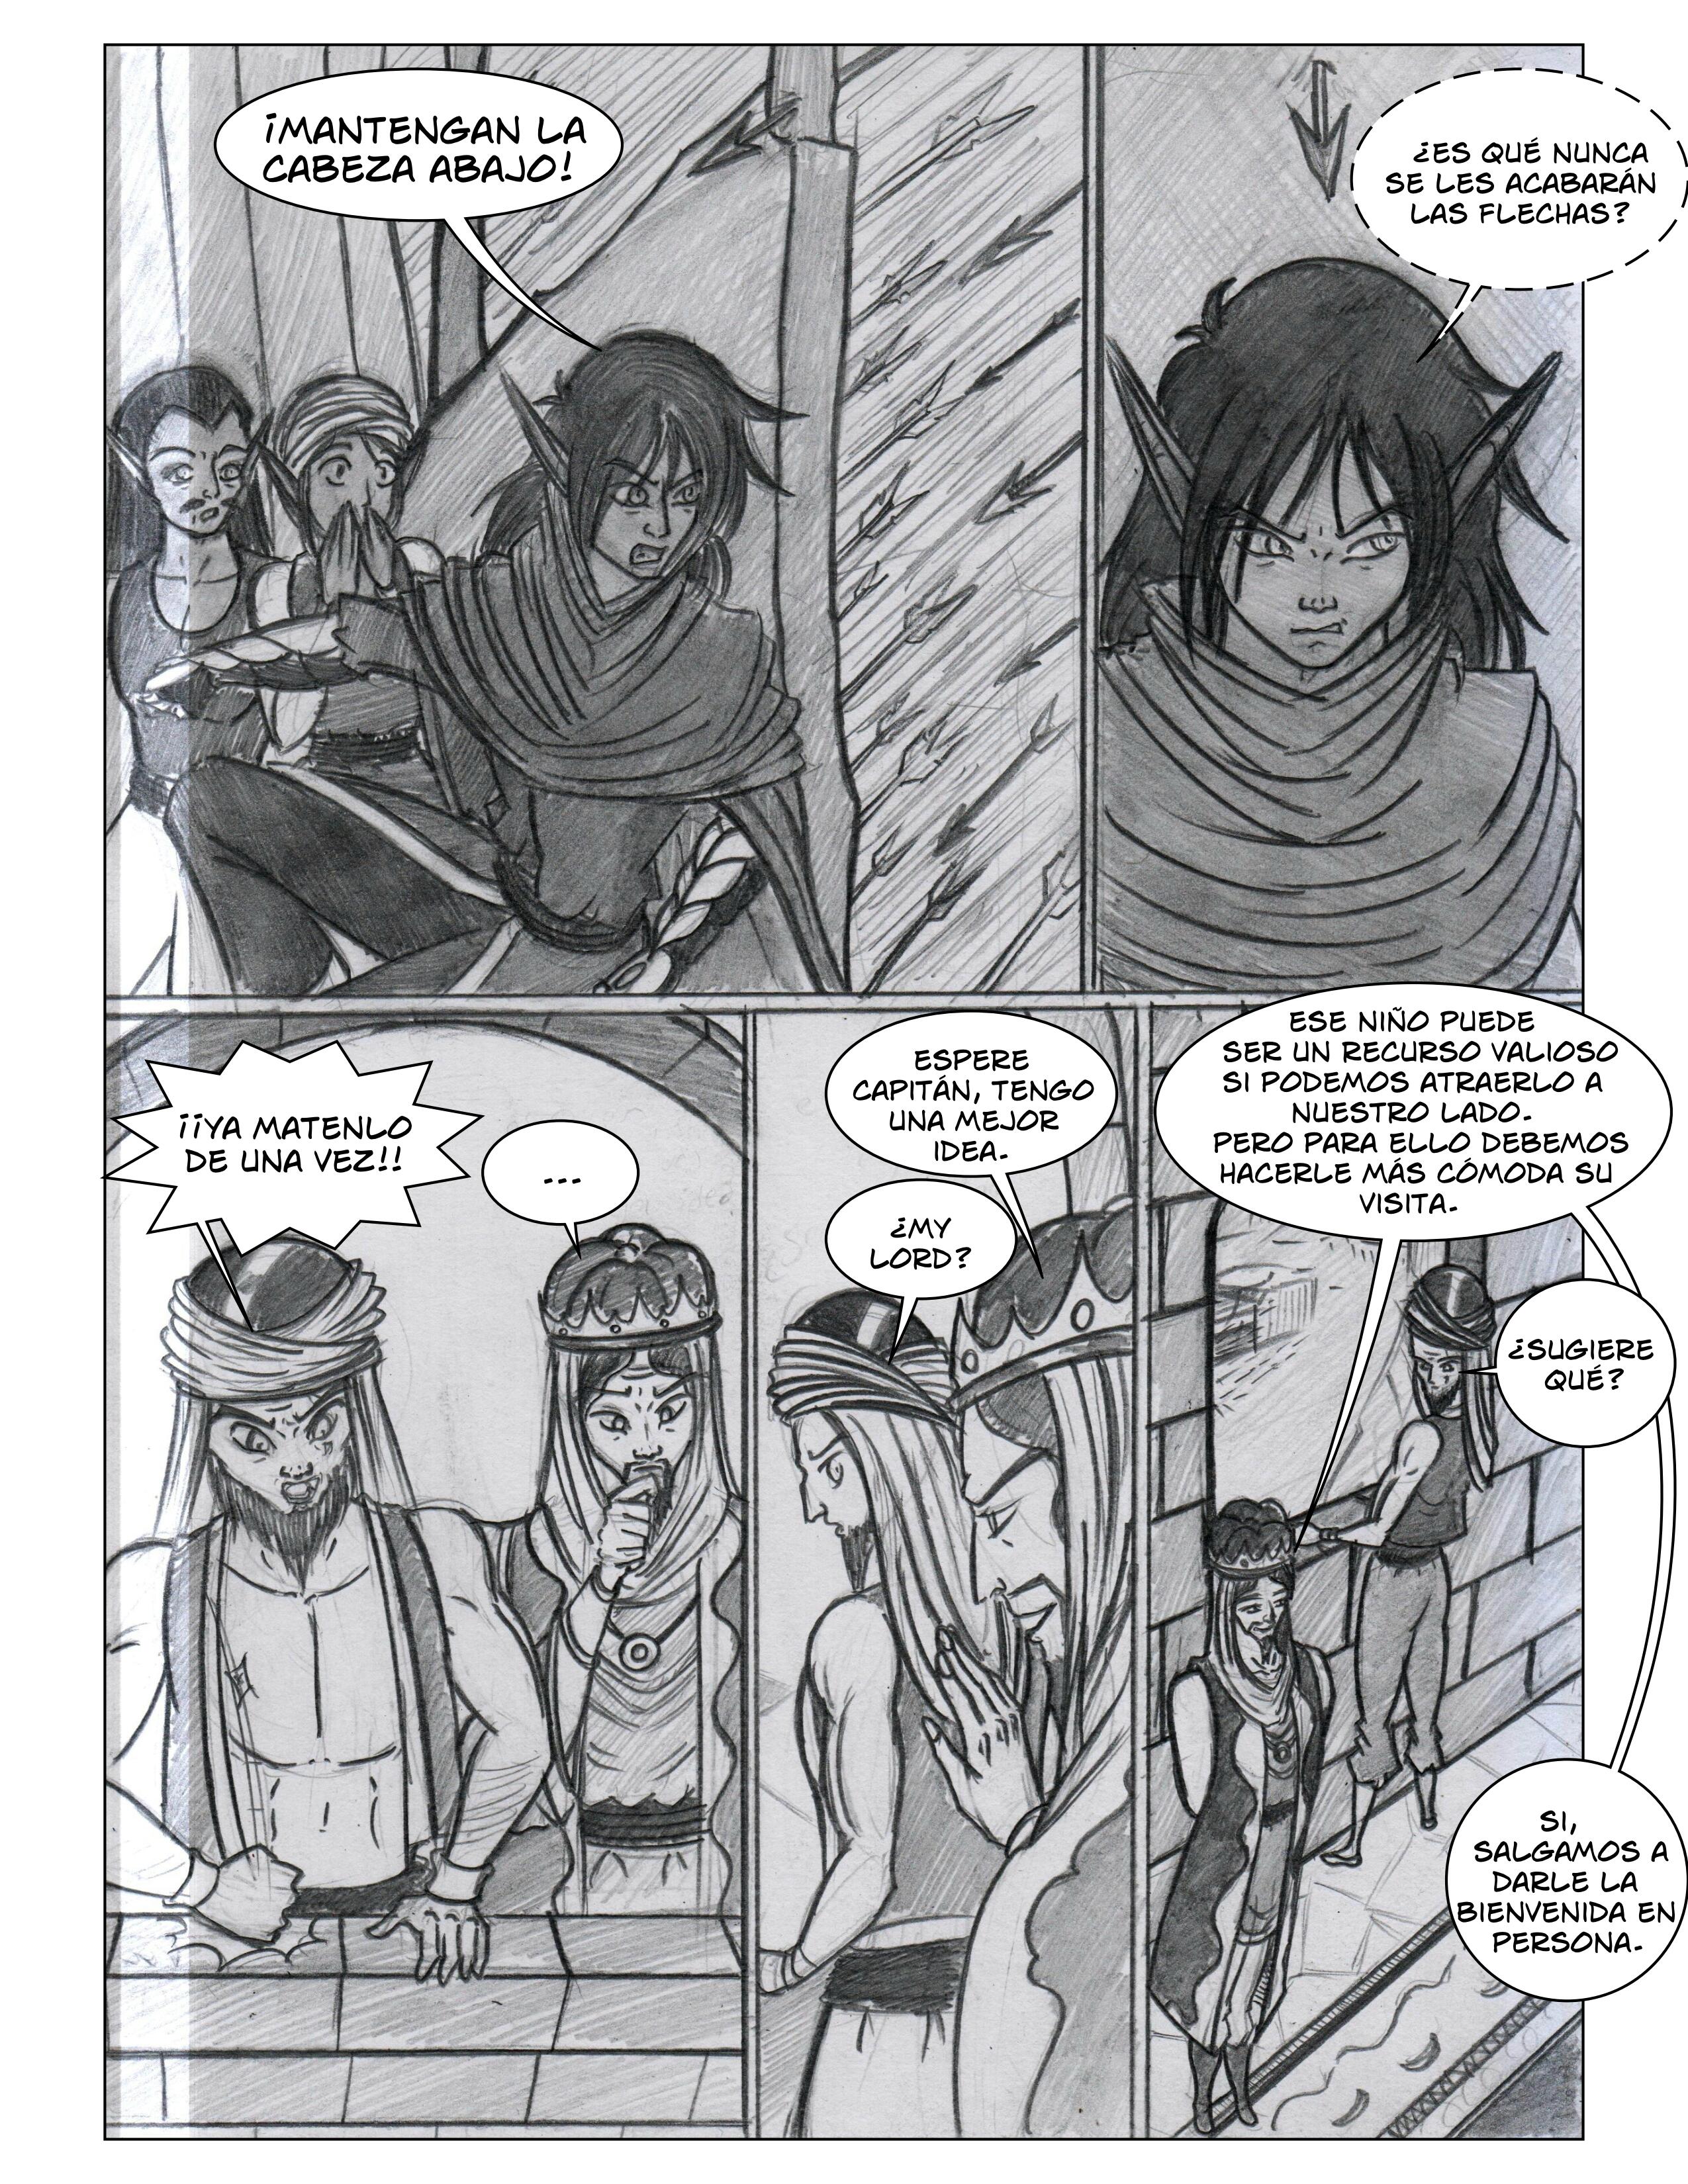 ¡MANTENGAN LA
CABEZA ABAJO!
¿ES QUÉ NUNCA
SE LES ACABARÁN
LAS FLECHAS?
¡¡YA MATENLO
DE UNA VEZ!!
...
ESPERE
CAPITÁN, TENGO
UNA MEJOR
IDEA.
¿MY
LORD?
ESE NIÑO PUEDE
SER UN RECURSO VALIOSO
SI PODEMOS ATRAERLO A
NUESTRO LADO.
PERO PARA ELLO DEBEMOS
HACERLE MÁS CÓMODA SU
VISITA.
¿SUGIERE
QUÉ?
SI,
SALGAMOS A
DARLE LA
BIENVENIDA EN
PERSONA.